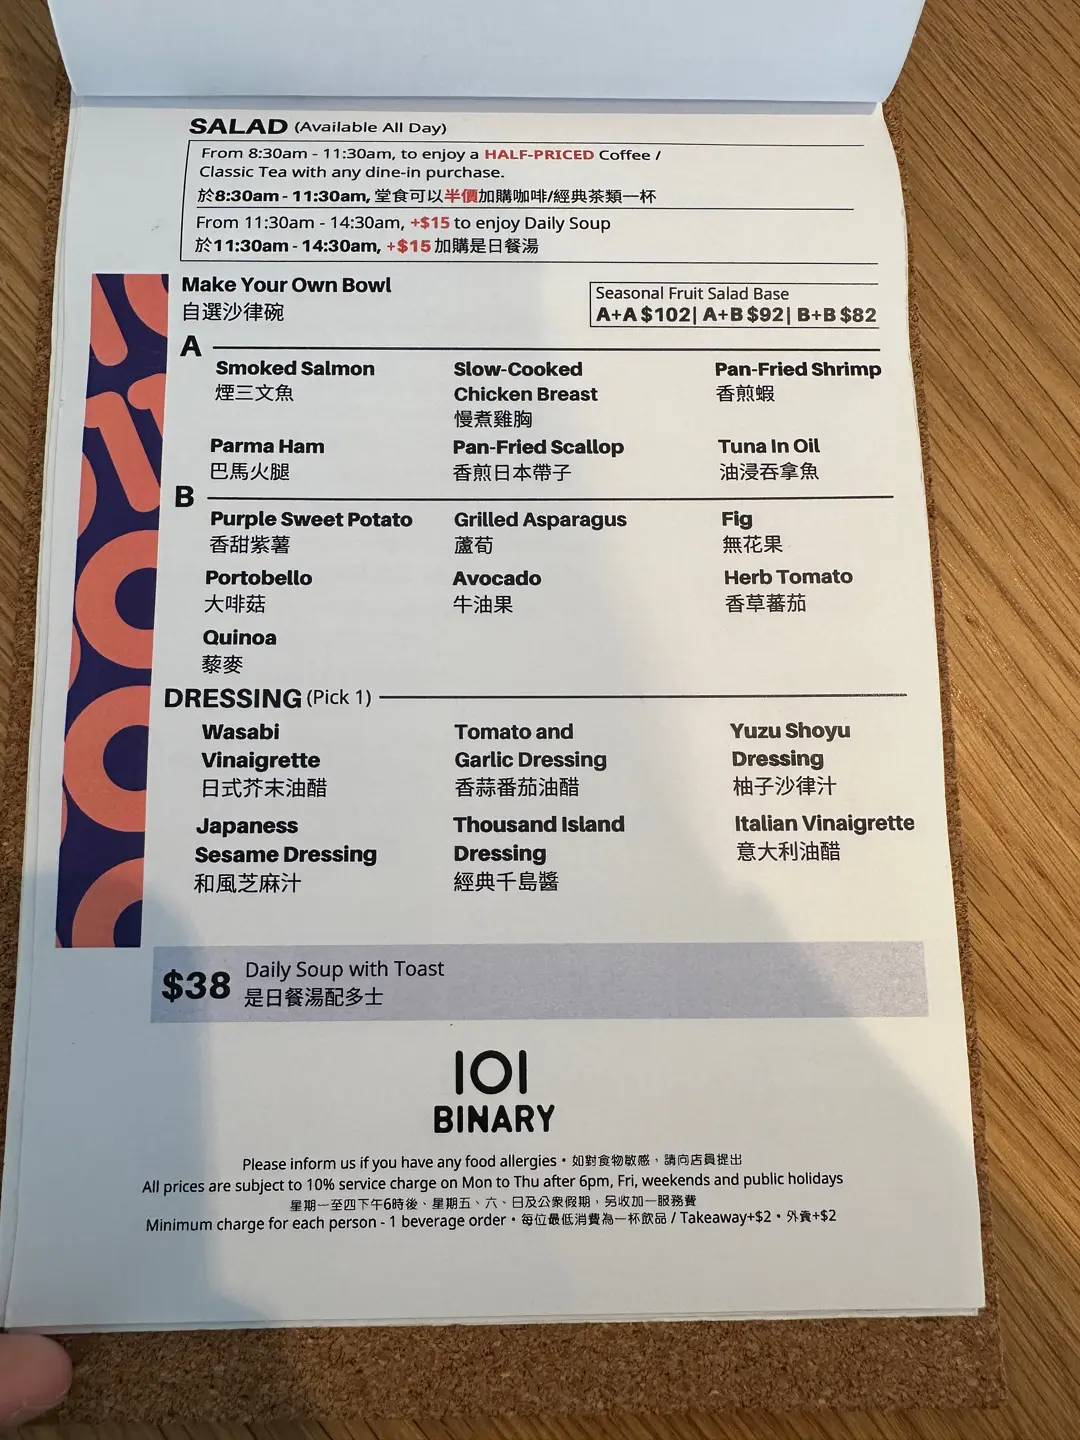 SALAD (Available All Day)
From 8:30am - 11:30am, to enjoy a HALF-PRICED Coffee /
Classic Tea with any dine-in purchase.
於8:30am - 11:30am, 堂食可以半價加購咖啡/經典茶類一杯
From 11:30am - 14:30am, +$15 to enjoy Daily Soup
於11:30am - 14:30am, +$15 加購是日餐湯
Make Your Own Bowl
自選沙律碗
Seasonal Fruit Salad Base
A+A $102| A+B $92| B+B $82
A
Smoked Salmon
煙三文魚
Slow-Cooked
Chicken Breast
慢煮雞胸
Pan-Fried Shrimp
香煎蝦
Parma Ham
巴馬火腿
Pan-Fried Scallop
香煎日本帶子
Tuna In Oil
油浸吞拿魚
B
Purple Sweet Potato
香甜紫薯
Grilled Asparagus
蘆荀
Fig
無花果
Portobello
大啡菇
Avocado
牛油果
Herb Tomato
香草蕃茄
Quinoa
藜麥
DRESSING (Pick 1)
Wasabi
Vinaigrette
日式芥末油醋
Tomato and
Garlic Dressing
香蒜番茄油醋
Yuzu Shoyu
Dressing
柚子沙律汁
Japaness
Sesame Dressing
和風芝麻汁
Thousand Island
Dressing
經典千島醬
Italian Vinaigrette
意大利油醋
$38
Daily Soup with Toast
是日餐湯配多士
101
BINARY
Please inform us if you have any food allergies • 如對食物敏感，請向店員提出
All prices are subject to 10% service charge on Mon to Thu after 6pm, Fri, weekends and public holidays
星期一至四下午6時後、星期五、六、日及公眾假期，另收加一服務費
Minimum charge for each person - 1 beverage order • 每位最低消費為一杯飲品 / Takeaway+$2 • 外賣+$2